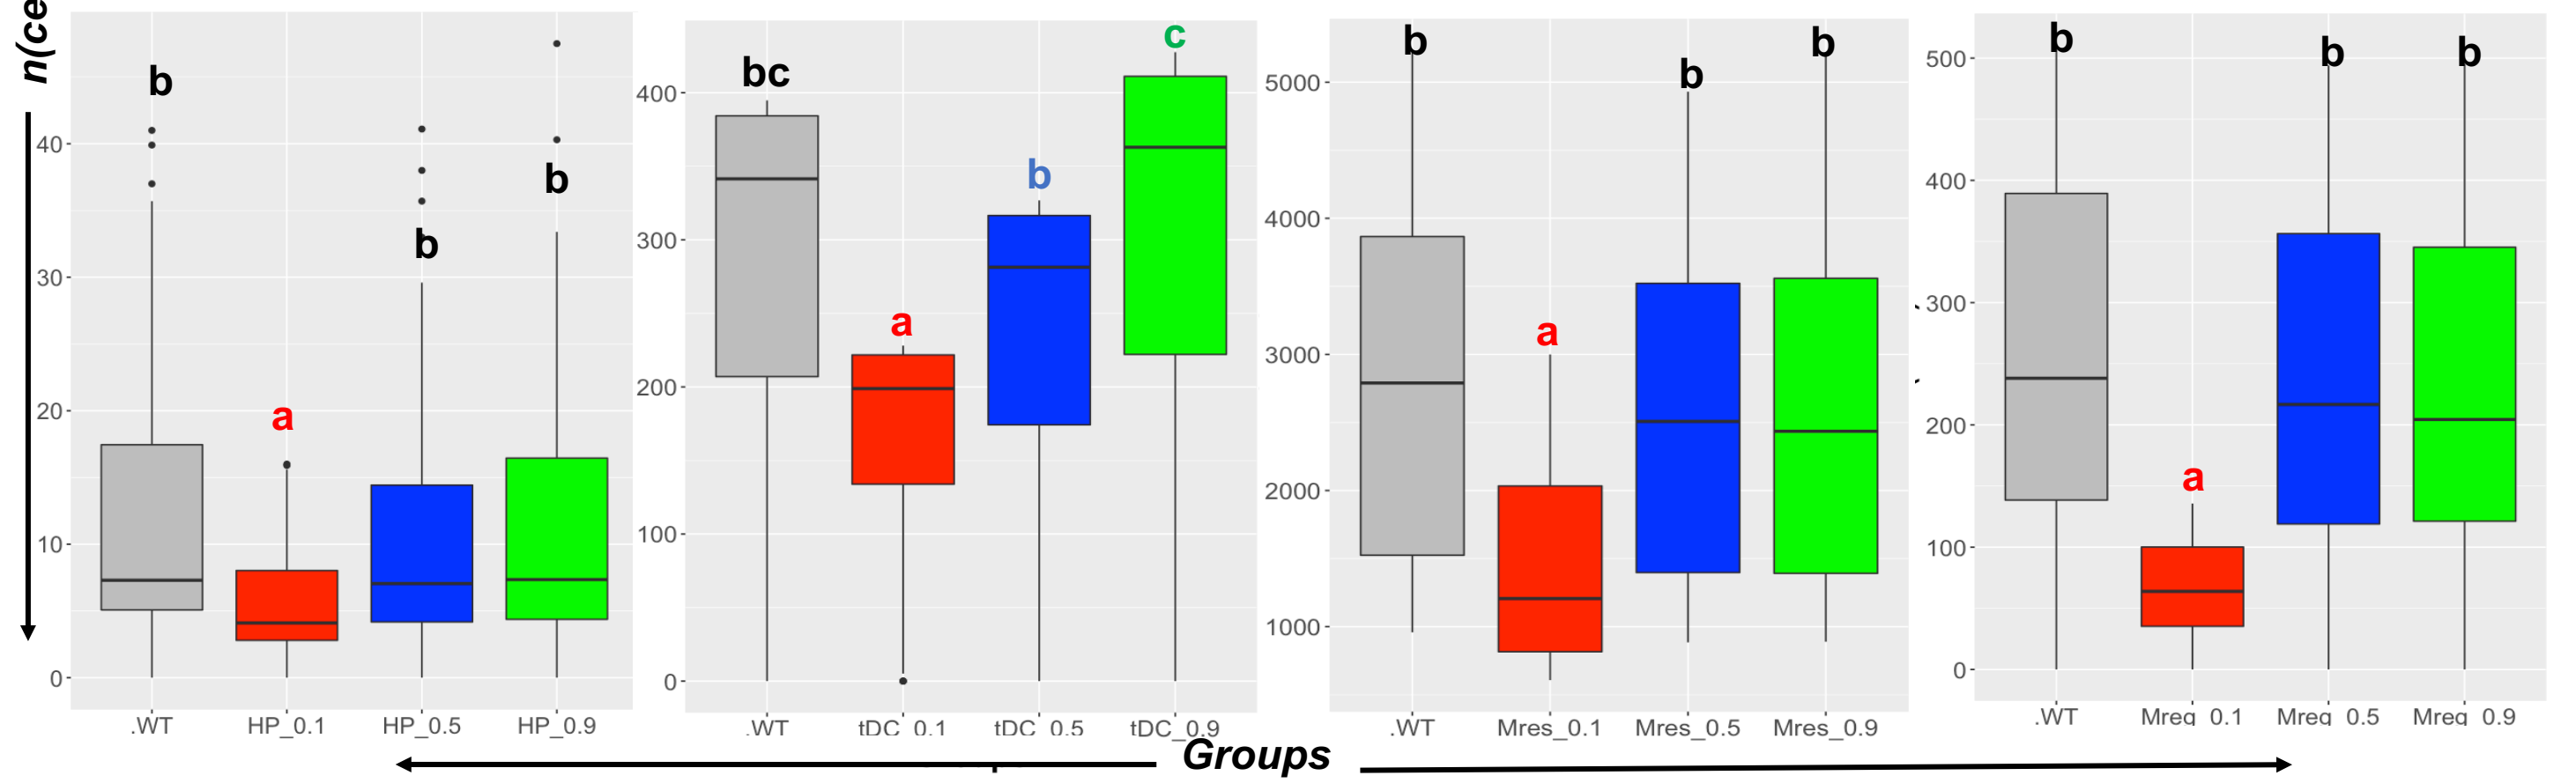 n(ce
b
a
b
b
40
30
20
10
0
.WT HP_0.1 HP_0.5 HP_0.9
bc
a
b
c
400
300
200
100
0
.WT tDC_0.1 tDC_0.5 tDC_0.9
b
a
b
b
5000
4000
3000
2000
1000
.WT Mres_0.1 Mres_0.5 Mres_0.9
b
a
b
b
500
400
300
200
100
0
.WT Mreg_0.1 Mreg_0.5 Mreg_0.9
Groups